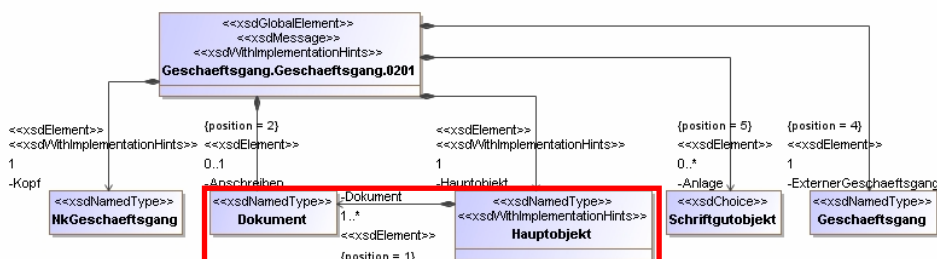 <<xsdGlobalElement>>
<<xsdMessage>>
<<xsdWithImplementationHints>>
Geschaeftsgang.Geschaeftsgang.0201
<<xsdElement>>
<<xsdWithImplementationHints>>
1
-Kopf
{position = 2}
<<xsdElement>>
0..1
-Anschreiben
<<xsdElement>>
<<xsdWithImplementationHints>>
1
-Hauptobjekt
{position = 5}
<<xsdElement>>
0..*
-Anlage
{position = 4}
<<xsdElement>>
1
-ExternerGeschaeftsgang
<<xsdNamedType>>
NkGeschaeftsgang
<<xsdNamedType>>
Dokument
-Dokument
1..*
<<xsdElement>>
{position = 1}
<<xsdNamedType>>
<<xsdWithImplementationHints>>
Hauptobjekt
<<xsdChoice>>
Schriftgutobjekt
<<xsdNamedType>>
Geschaeftsgang